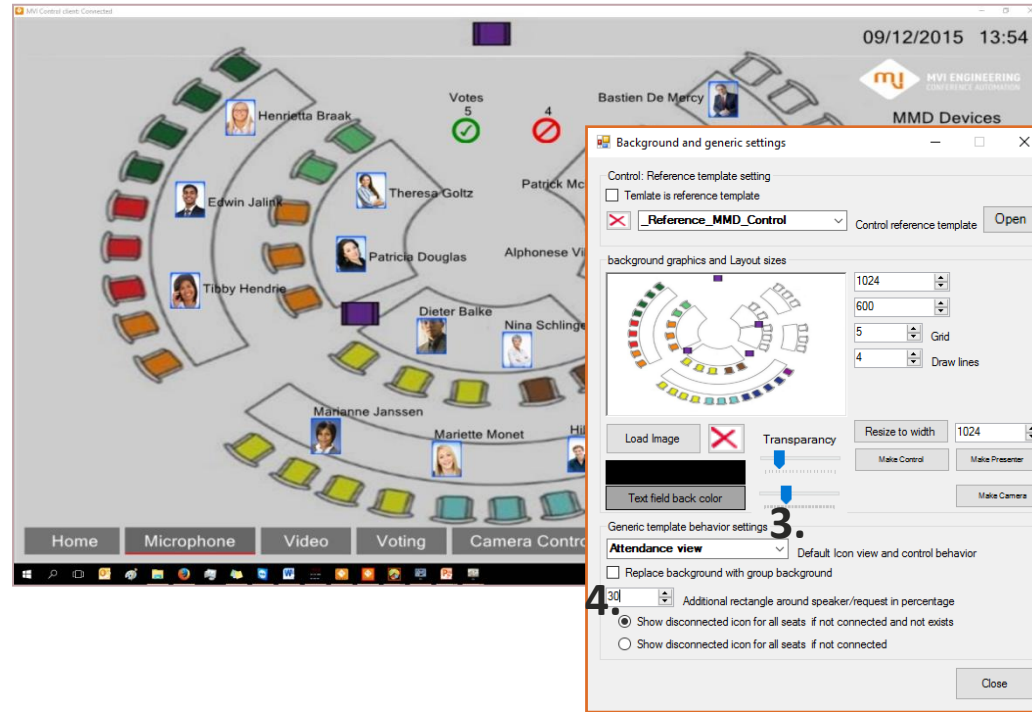 MVI Control client: Connected
09/12/2015 13:54
mi
MVI ENGINEERING
CONFERENCE AUTOMATION
MMD Devices
Votes
5
4
Henrietta Braak
Bastien De Mercy
Edwin Jalink
Theresa Goltz
Patrick Mc
Patricia Douglas
Alphonese Vi
Tibby Hendrie
Dieter Balke
Nina Schlinge
Marianne Janssen
Mariette Monet
Hil
Home Microphone Video Voting Camera Contro
Background and generic settings
Control: Reference template setting
Temlate is reference template
_Reference_MMD_Control
Control reference template
Open
background graphics and Layout sizes
1024
600
5 Grid
4 Draw lines
Load Image
Transparancy
Resize to width 1024
Make Control Make Presenter
Text field back color
Make Camera
3.
Generic template behavior settings
Attendance view Default Icon view and control behavior
Replace background with group background
4.
30 Additional rectangle around speaker/request in percentage
Show disconnected icon for all seats if not connected and not exists
Show disconnected icon for all seats if not connected
Close